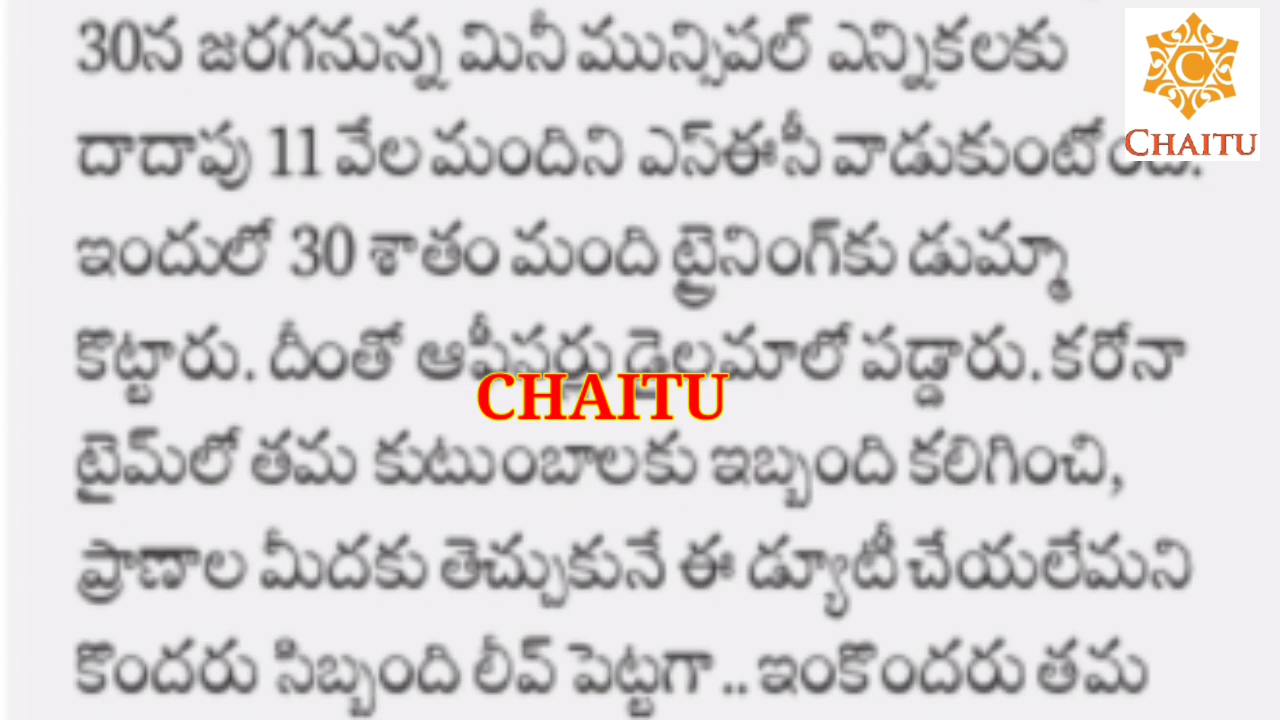 30న జరగనున్న మినీ మున్సిపల్ ఎన్నికలకు
CHAITU
దాదాపు 11 వేల మందిని ఎస్ఈసీ వాడుకుంటోంది.
ఇందులో 30 శాతం మంది ట్రైనింగ్‌కు డుమ్మా
కొట్టారు. దీంతో ఆఫీసర్లు డైలమాలో పడ్డారు. కరోనా
CHAITU
టైమ్‌లో తమ కుటుంబాలకు ఇబ్బంది కలిగించి,
ప్రాణాల మీదకు తెచ్చుకునే ఈ డ్యూటీ చేయలేమని
కొందరు సిబ్బంది లీవ్ పెట్టగా.. ఇంకొందరు తమ